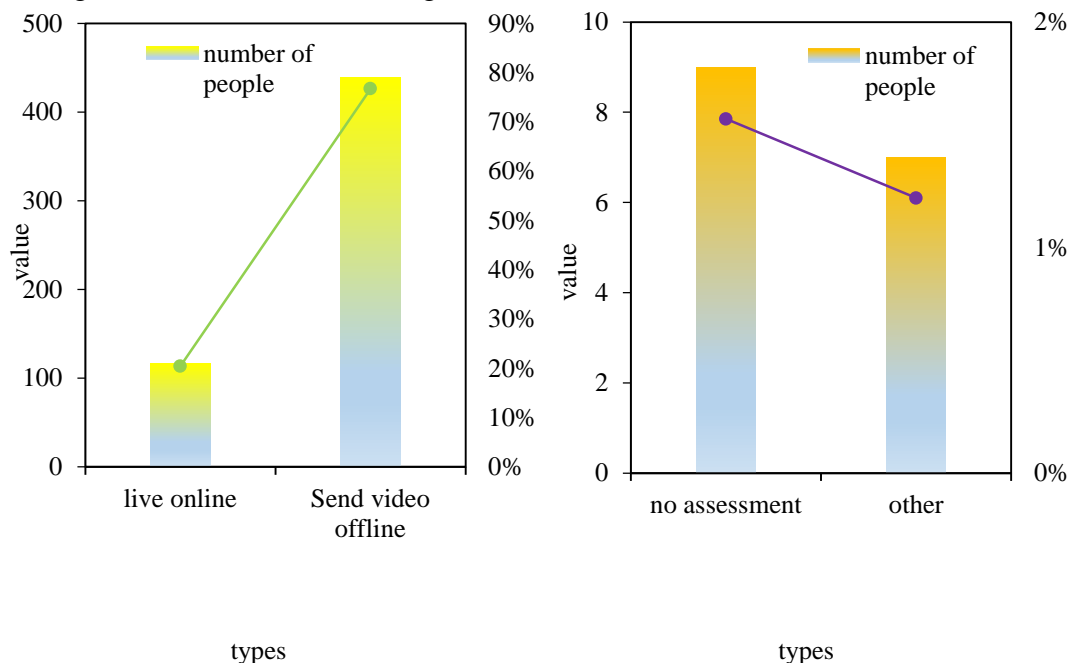 500
400
300
200
100
0
value
number of
people
90%
80%
70%
60%
50%
40%
30%
20%
10%
0%
live online
Send video
offline
types
10
8
6
4
2
0
value
number of
people
2%
1%
0%
no assessment
other
types